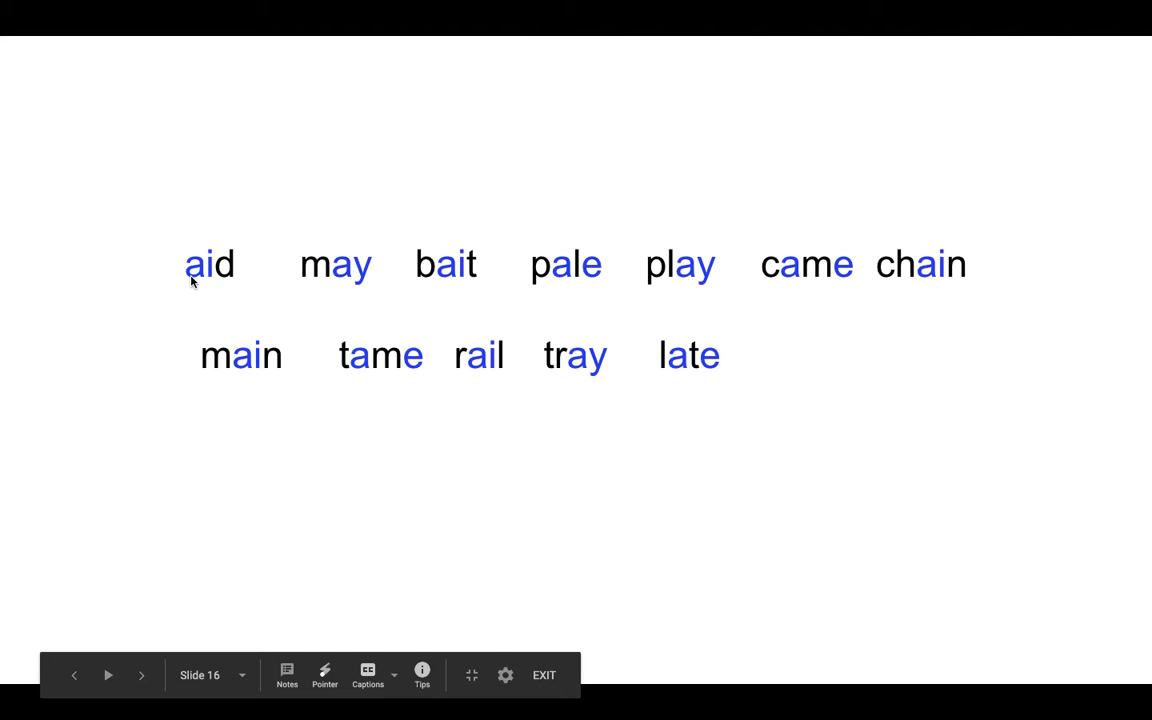 aid may bait pale play came chain
main tame rail tray late
Slide 16 Notes Pointer Captions Tips EXIT